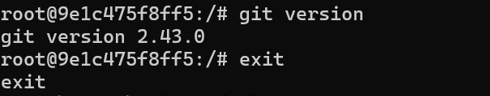 root@9e1c475f8ff5:/# git version
git version 2.43.0
root@9e1c475f8ff5:/# exit
exit